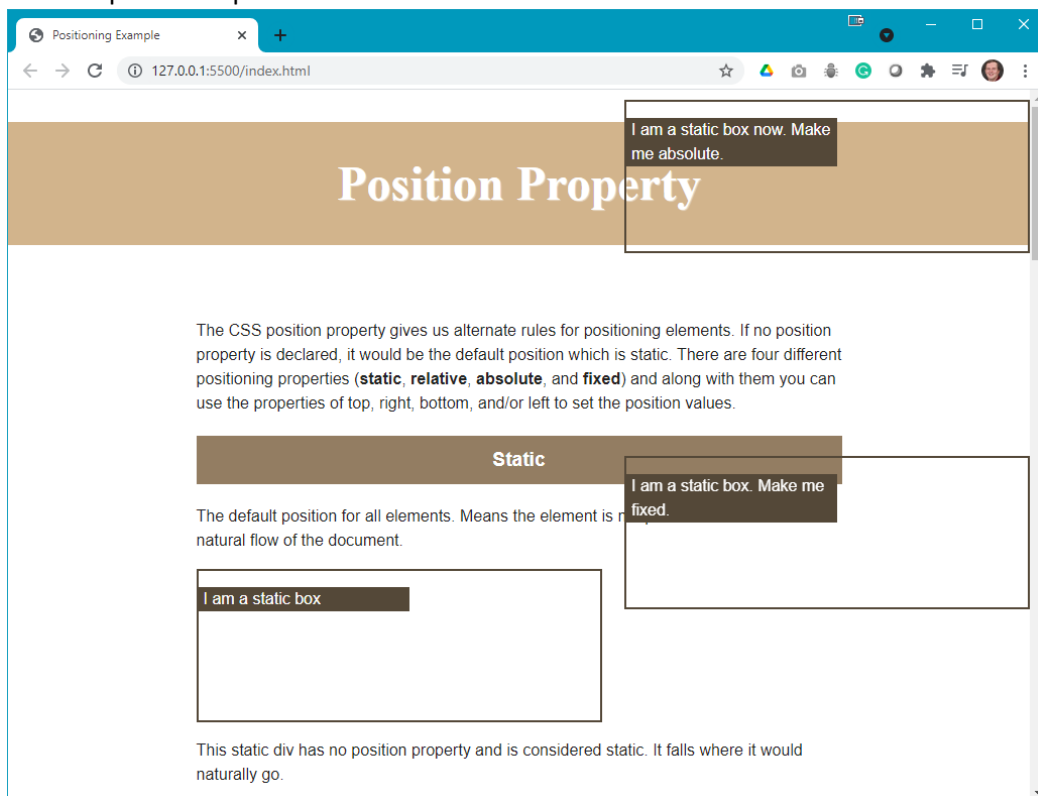 Positioning Example
127.0.0.1:5500/index.html
I am a static box now. Make
me absolute.
Position Property
The CSS position property gives us alternate rules for positioning elements. If no position
property is declared, it would be the default position which is static. There are four different
positioning properties (static, relative, absolute, and fixed) and along with them you can
use the properties of top, right, bottom, and/or left to set the position values.
Static
I am a static box. Make me
fixed.
The default position for all elements. Means the element is
natural flow of the document.
I am a static box
This static div has no position property and is considered static. It falls where it would
naturally go.